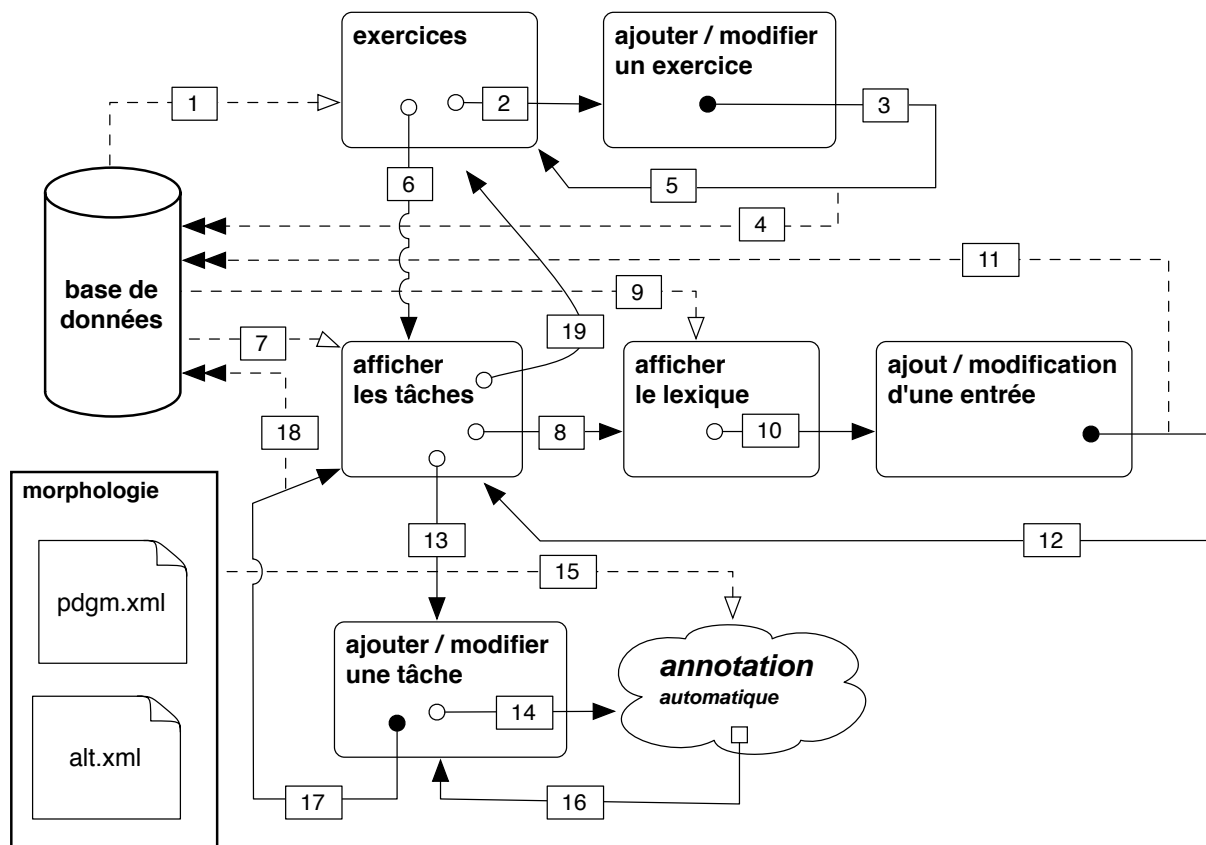 exercices
ajouter / modifier
un exercice
1
2
3
6
5
4
11
base de
données
9
7
19
afficher
les tâches
afficher
le lexique
ajout / modification
d'une entrée
18
8
10
morphologie
13
12
15
pdgm.xml
ajouter / modifier
une tâche
annotation
automatique
14
alt.xml
17
16